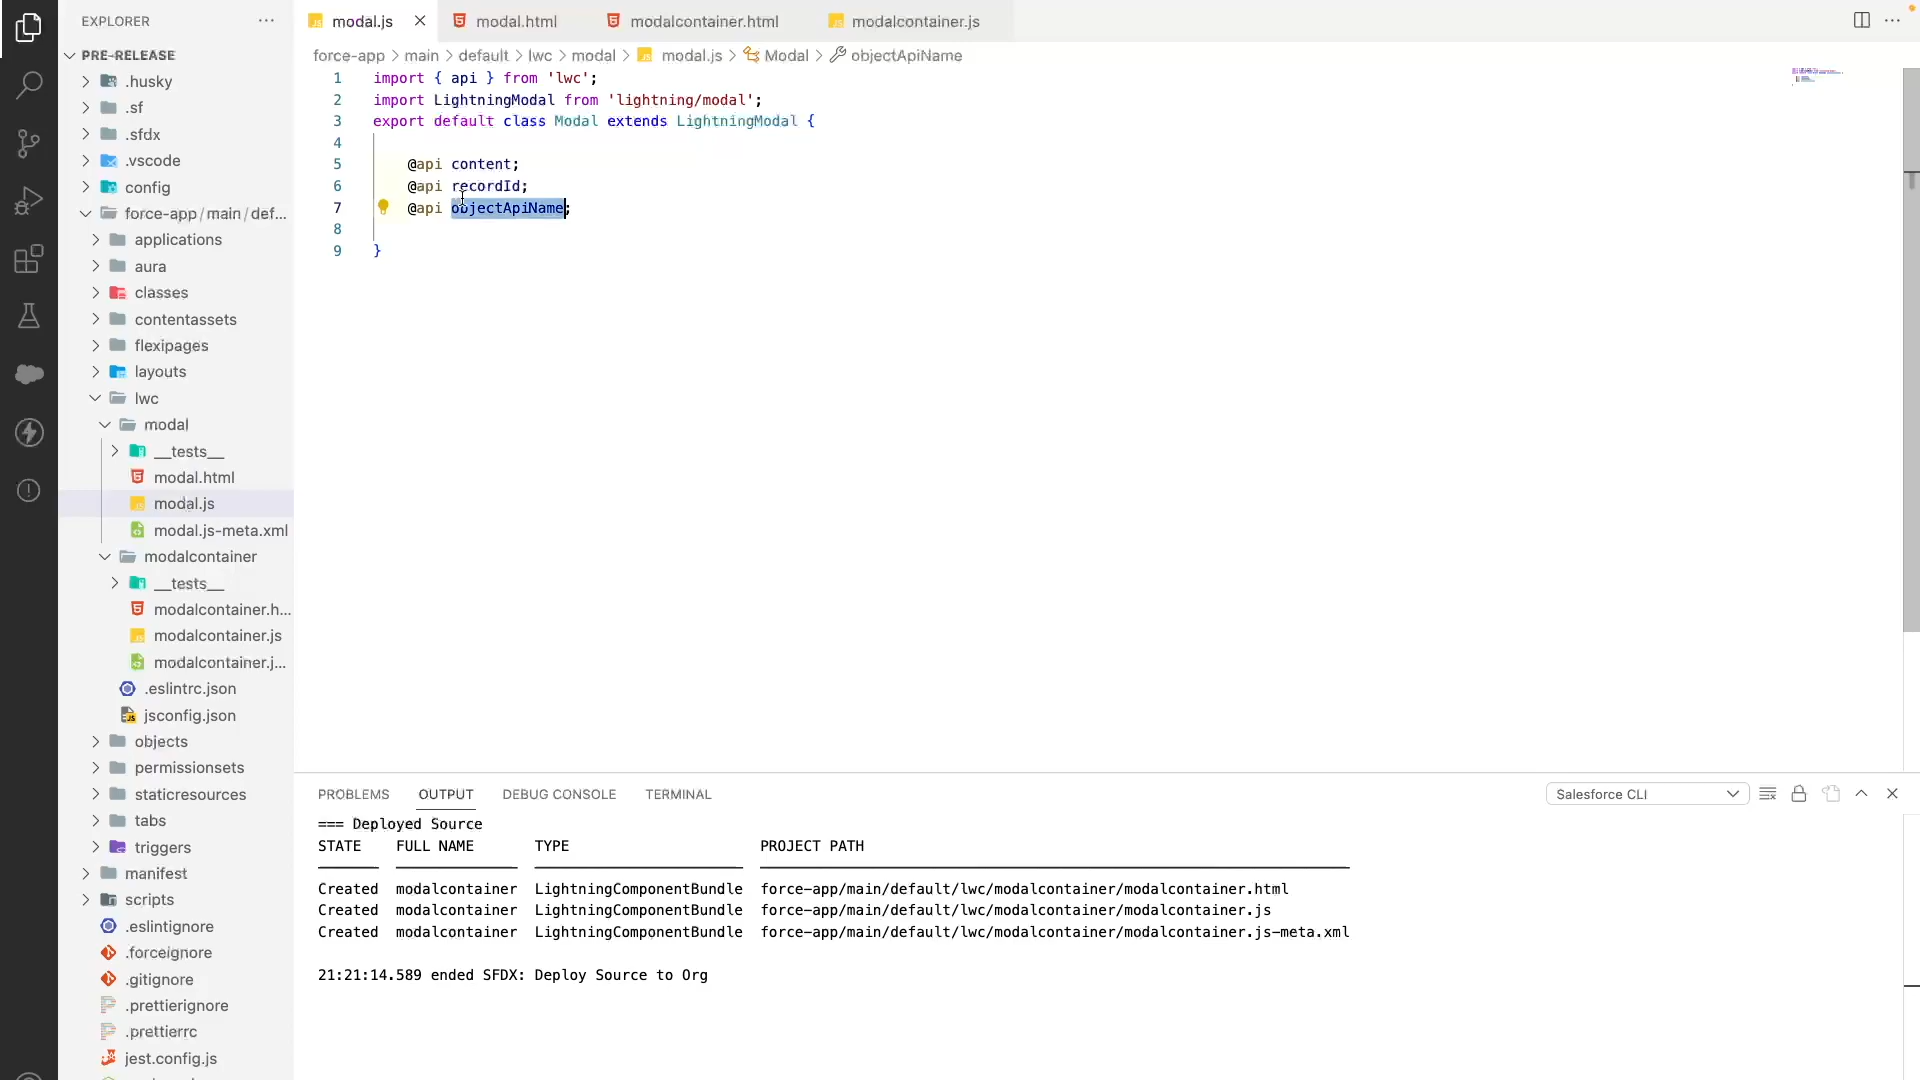 EXPLORER
PRE-RELEASE
.husky
.sf
.sfdx
.vscode
config
force-app/main/def...
applications
aura
classes
contentassets
flexipages
layouts
lwc
modal
__tests__
modal.html
modal.js
modal.js-meta.xml
modalcontainer
__tests__
modalcontainer.h...
modalcontainer.js
modalcontainer.j...
.eslintrc.json
jsconfig.json
objects
permissionsets
staticresources
tabs
triggers
manifest
scripts
.eslintignore
.forceignore
.gitignore
.prettierignore
.prettierrc
jest.config.js
modal.js modal.html modalcontainer.html modalcontainer.js
force-app > main > default > lwc > modal > modal.js > Modal > objectApiName
1 import { api } from 'lwc';
2 import LightningModal from 'lightning/modal';
3 export default class Modal extends LightningModal {
4
5 @api content;
6 @api recordId;
7 @api objectApiName;
8
9 }
PROBLEMS OUTPUT DEBUG CONSOLE TERMINAL Salesforce CLI
=== Deployed Source
STATE FULL NAME TYPE PROJECT PATH
Created modalcontainer LightningComponentBundle force-app/main/default/lwc/modalcontainer/modalcontainer.html
Created modalcontainer LightningComponentBundle force-app/main/default/lwc/modalcontainer/modalcontainer.js
Created modalcontainer LightningComponentBundle force-app/main/default/lwc/modalcontainer/modalcontainer.js-meta.xml
21:21:14.589 ended SFDX: Deploy Source to Org